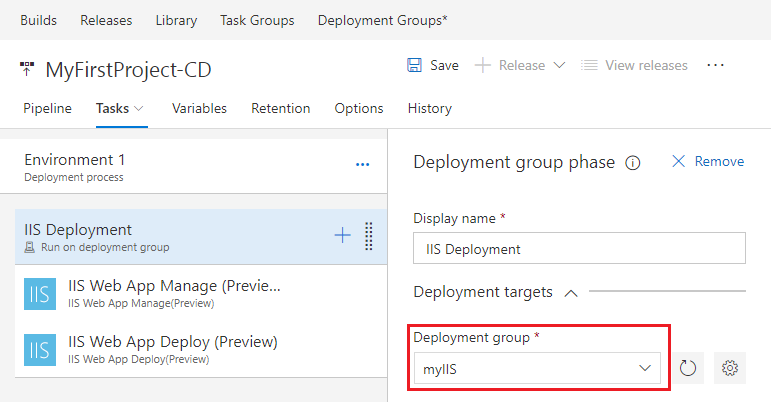 Builds Releases Library Task Groups Deployment Groups*
MyFirstProject-CD
Save Release View releases ...
Pipeline Tasks Variables Retention Options History
Environment 1
Deployment process
...
IIS Deployment
Run on deployment group
IIS IIS Web App Manage (Previe...
IIS Web App Manage(Preview)
IIS IIS Web App Deploy (Preview)
IIS Web App Deploy(Preview)
Deployment group phase
Remove
Display name *
IIS Deployment
Deployment targets
Deployment group *
myIIS